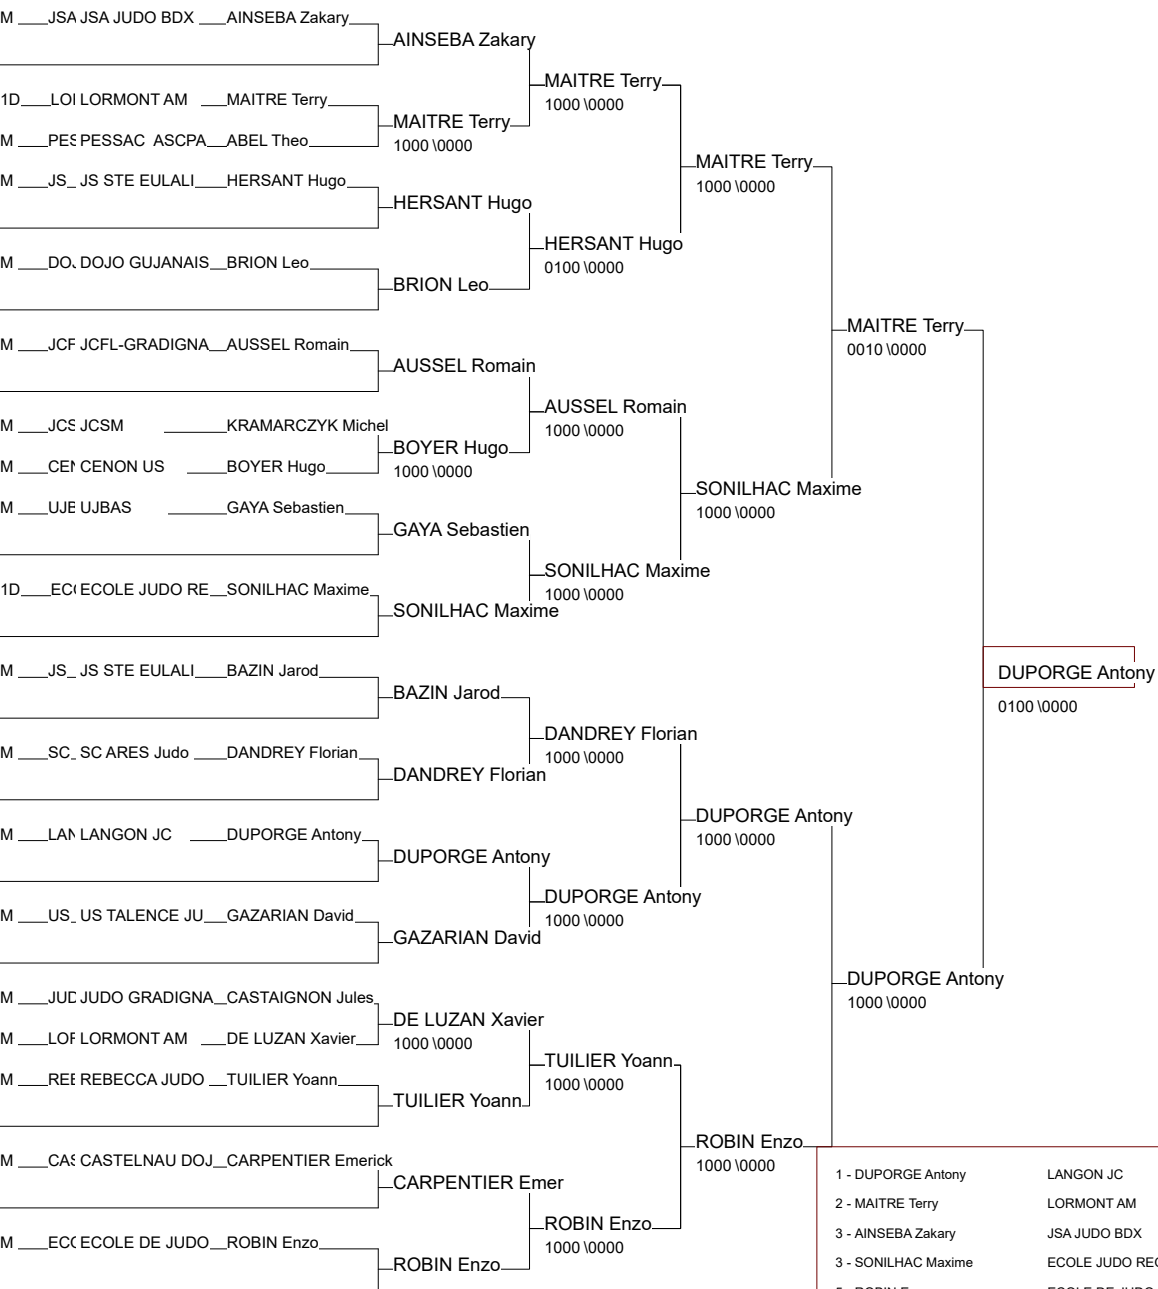 M JSA JSA JUDO BDX AINSEBA Zakary
AINSEBA Zakary
MAITRE Terry
1000 \0000
1D LOI LORMONT AM MAITRE Terry
MAITRE Terry
1000 \0000
M PES PESSAC ASCPA ABEL Theo
MAITRE Terry
1000 \0000
M JS_ JS STE EULALI HERSANT Hugo
HERSANT Hugo
HERSANT Hugo
0100 \0000
M DOJ DOJO GUJANAIS BRION Leo
BRION Leo
MAITRE Terry
0010 \0000
M JCF JCFL-GRADIGNA AUSSEL Romain
AUSSEL Romain
AUSSEL Romain
1000 \0000
M JCS JCSM KRAMARCZYK Michel
BOYER Hugo
1000 \0000
M CEN CENON US BOYER Hugo
SONILHAC Maxime
1000 \0000
M UJE UJBAS GAYA Sebastien
GAYA Sebastien
SONILHAC Maxime
1000 \0000
1D ECO ECOLE JUDO RE SONILHAC Maxime
SONILHAC Maxime
M JS_ JS STE EULALI BAZIN Jarod
DUPORGE Antony
0100 \0000
BAZIN Jarod
DANDREY Florian
1000 \0000
M SC_ SC ARES Judo DANDREY Florian
DANDREY Florian
DUPORGE Antony
1000 \0000
M LAN LANGON JC DUPORGE Antony
DUPORGE Antony
DUPORGE Antony
1000 \0000
M US_ US TALENCE JU GAZARIAN David
GAZARIAN David
DUPORGE Antony
1000 \0000
M JUD JUDO GRADIGNA CASTAIGNON Jules
DE LUZAN Xavier
1000 \0000
M LOR LORMONT AM DE LUZAN Xavier
TUILIER Yoann
1000 \0000
M REB REBECCA JUDO TUILIER Yoann
TUILIER Yoann
ROBIN Enzo
1000 \0000
M CAS CASTELNAU DOJ CARPENTIER Emerick
CARPENTIER Emer
ROBIN Enzo
1000 \0000
M ECO ECOLE DE JUDO ROBIN Enzo
ROBIN Enzo
1 - DUPORGE Antony LANGON JC
2 - MAITRE Terry LORMONT AM
3 - AINSEBA Zakary JSA JUDO BDX
3 - SONILHAC Maxime ECOLE JUDO REC